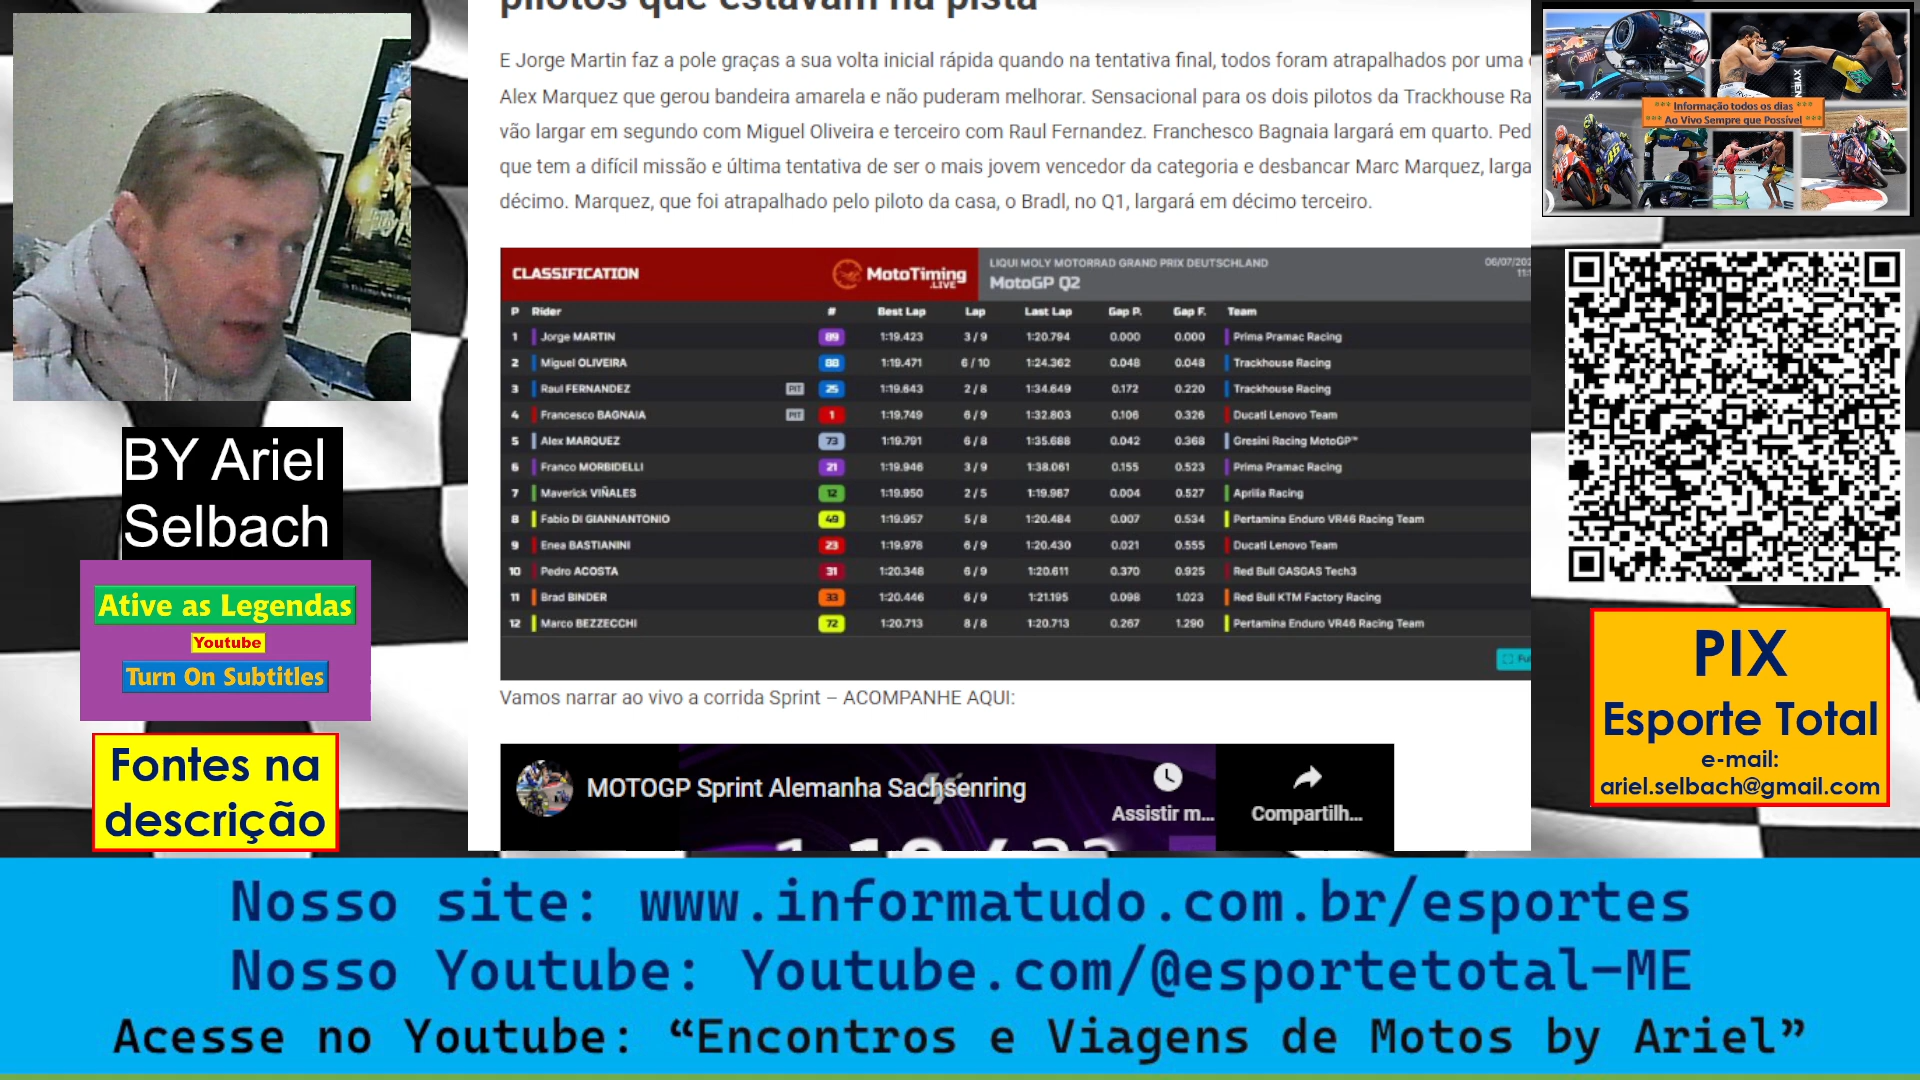 pilotos que estavam na pista
E Jorge Martin faz a pole graças a sua volta inicial rápida quando na tentativa final, todos foram atrapalhados por uma
Alex Marquez que gerou bandeira amarela e não puderam melhorar. Sensacional para os dois pilotos da Trackhouse Ra
vão largar em segundo com Miguel Oliveira e terceiro com Raul Fernandez. Franchesco Bagnaia largará em quarto. Ped
que tem a difícil missão e última tentativa de ser o mais jovem vencedor da categoria e desbancar Marc Marquez, larga
décimo. Marquez, que foi atrapalhado pelo piloto da casa, o Bradl, no Q1, largará em décimo terceiro.
CLASSIFICATION MotoTiming .LIVE LIQUI MOLY MOTORRAD GRAND PRIX DEUTSCHLAND 06/07/202
MotoGP Q2 11:
P Rider # Best Lap Lap Last Lap Gap P. Gap F. Team
1 Jorge MARTIN 89 1:19.423 3 / 9 1:20.794 0.000 0.000 Prima Pramac Racing
2 Miguel OLIVEIRA 88 1:19.471 6 / 10 1:24.362 0.048 0.048 Trackhouse Racing
3 Raul FERNANDEZ PIT 25 1:19.643 2 / 8 1:34.649 0.172 0.220 Trackhouse Racing
4 Francesco BAGNAIA PIT 1 1:19.749 6 / 9 1:32.803 0.106 0.326 Ducati Lenovo Team
5 Alex MARQUEZ 73 1:19.791 6 / 8 1:35.688 0.042 0.368 Gresini Racing MotoGP™
6 Franco MORBIDELLI 21 1:19.946 3 / 9 1:38.061 0.155 0.523 Prima Pramac Racing
7 Maverick VIÑALES 12 1:19.950 2 / 5 1:19.987 0.004 0.527 Aprilia Racing
8 Fabio DI GIANNANTONIO 49 1:19.957 5 / 8 1:20.484 0.007 0.534 Pertamina Enduro VR46 Racing Team
9 Enea BASTIANINI 23 1:19.978 6 / 9 1:20.430 0.021 0.555 Ducati Lenovo Team
10 Pedro ACOSTA 31 1:20.348 6 / 9 1:20.611 0.370 0.925 Red Bull GASGAS Tech3
11 Brad BINDER 33 1:20.446 6 / 9 1:21.195 0.098 1.023 Red Bull KTM Factory Racing
12 Marco BEZZECCHI 72 1:20.713 8 / 8 1:20.713 0.267 1.290 Pertamina Enduro VR46 Racing Team
Vamos narrar ao vivo a corrida Sprint – ACOMPANHE AQUI:
MOTOGP Sprint Alemanha Sachsenring
Assistir m...
Compartilh...
BY Ariel
Selbach
Ative as Legendas
Youtube
Turn On Subtitles
Fontes na
descrição
*** Informação todos os dias ***
*** Ao Vivo Sempre que Possível ***
PIX
Esporte Total
e-mail:
ariel.selbach@gmail.com
Nosso site: www.informatudo.com.br/esportes
Nosso Youtube: Youtube.com/@esportetotal-ME
Acesse no Youtube: “Encontros e Viagens de Motos by Ariel”